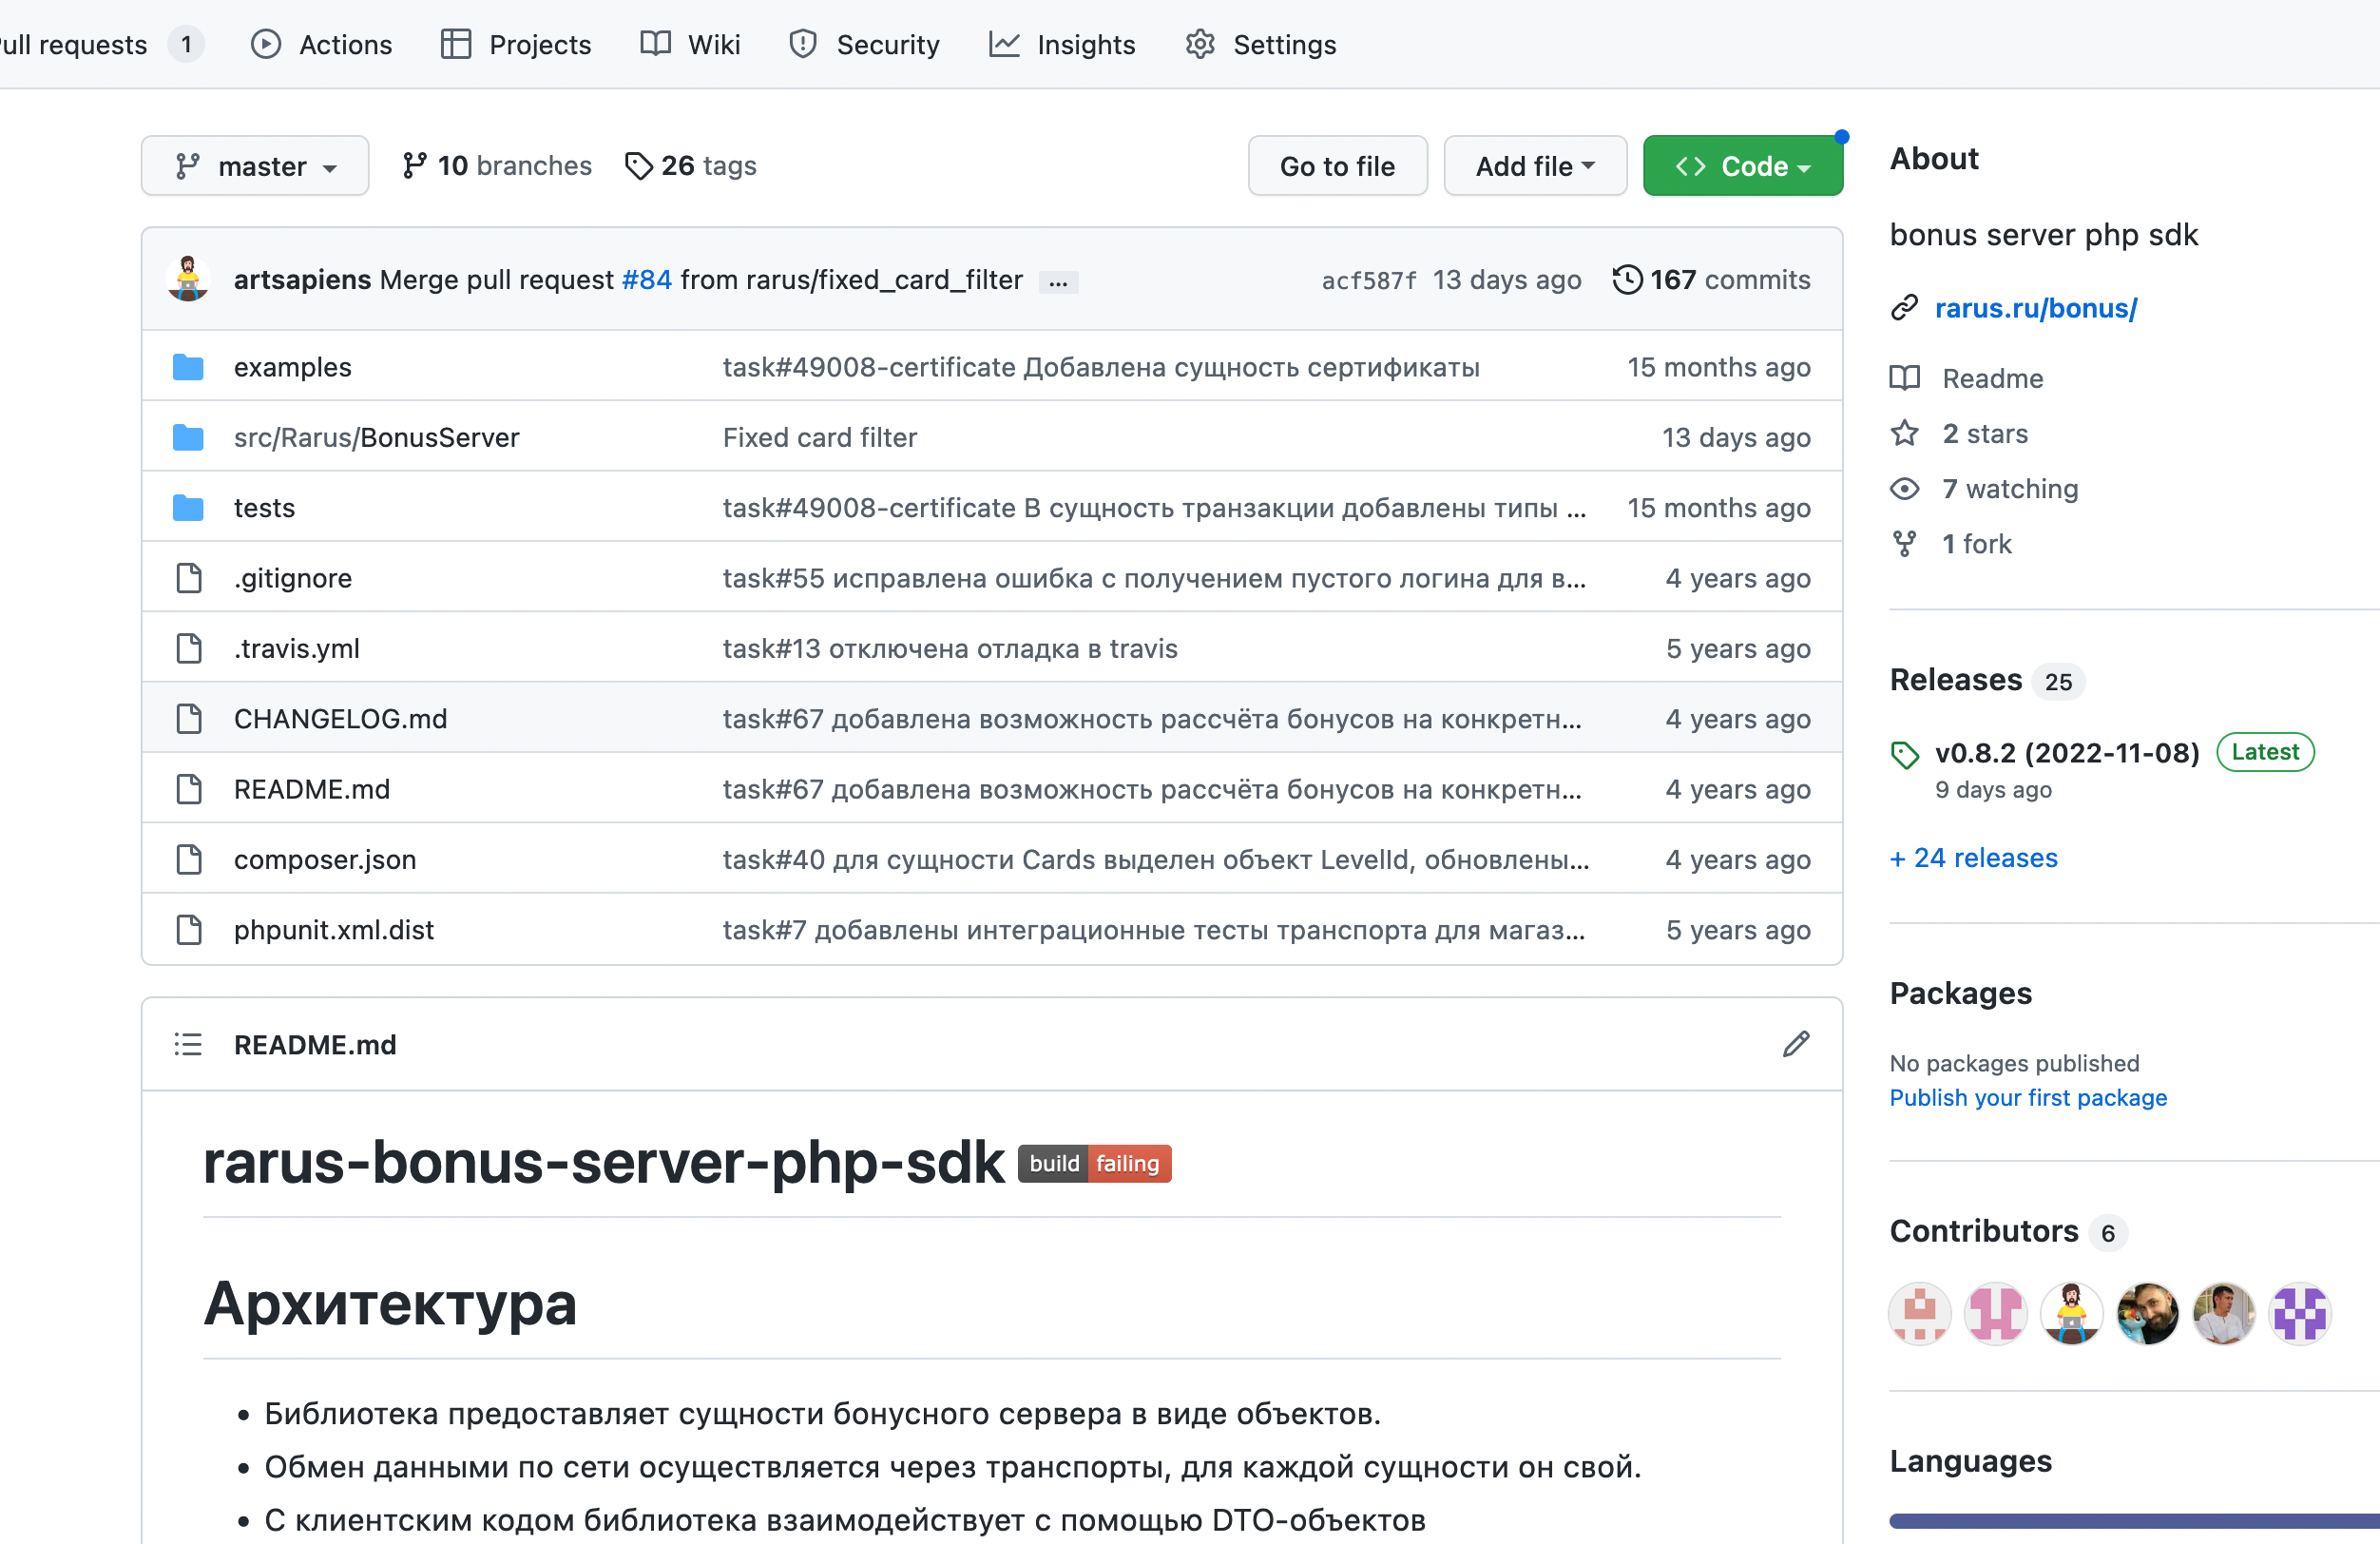 ull requests 1 Actions Projects Wiki Security Insights Settings
master 10 branches 26 tags Go to file Add file Code
artsapiens Merge pull request #84 from rarus/fixed_card_filter ... acf587f 13 days ago 167 commits
examples task#49008-certificate Добавлена сущность сертификаты 15 months ago
src/Rarus/BonusServer Fixed card filter 13 days ago
tests task#49008-certificate В сущность транзакции добавлены типы ... 15 months ago
.gitignore task#55 исправлена ошибка с получением пустого логина для в... 4 years ago
.travis.yml task#13 отключена отладка в travis 5 years ago
CHANGELOG.md task#67 добавлена возможность рассчёта бонусов на конкретн... 4 years ago
README.md task#67 добавлена возможность рассчёта бонусов на конкретн... 4 years ago
composer.json task#40 для сущности Cards выделен объект LevelId, обновлены... 4 years ago
phpunit.xml.dist task#7 добавлены интеграционные тесты транспорта для магаз... 5 years ago
README.md
rarus-bonus-server-php-sdk build failing
Архитектура
• Библиотека предоставляет сущности бонусного сервера в виде объектов.
• Обмен данными по сети осуществляется через транспорты, для каждой сущности он свой.
• С клиентским кодом библиотека взаимодействует с помощью DTO-объектов
About
bonus server php sdk
rarus.ru/bonus/
Readme
2 stars
7 watching
1 fork
Releases 25
v0.8.2 (2022-11-08) Latest
9 days ago
+ 24 releases
Packages
No packages published
Publish your first package
Contributors 6
Languages